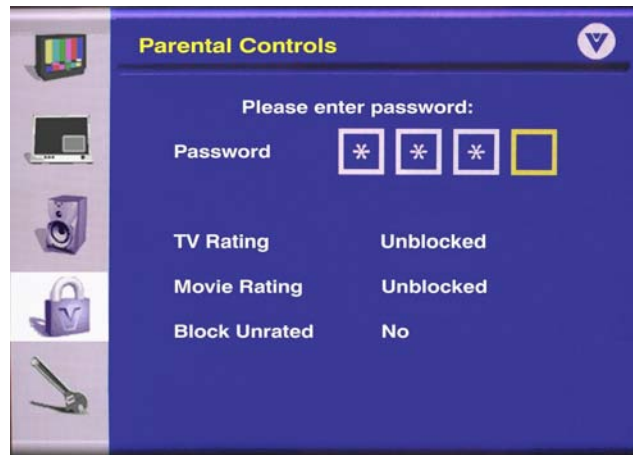 Parental Controls
Please enter password:
Password * * *
TV Rating Unblocked
Movie Rating Unblocked
Block Unrated No